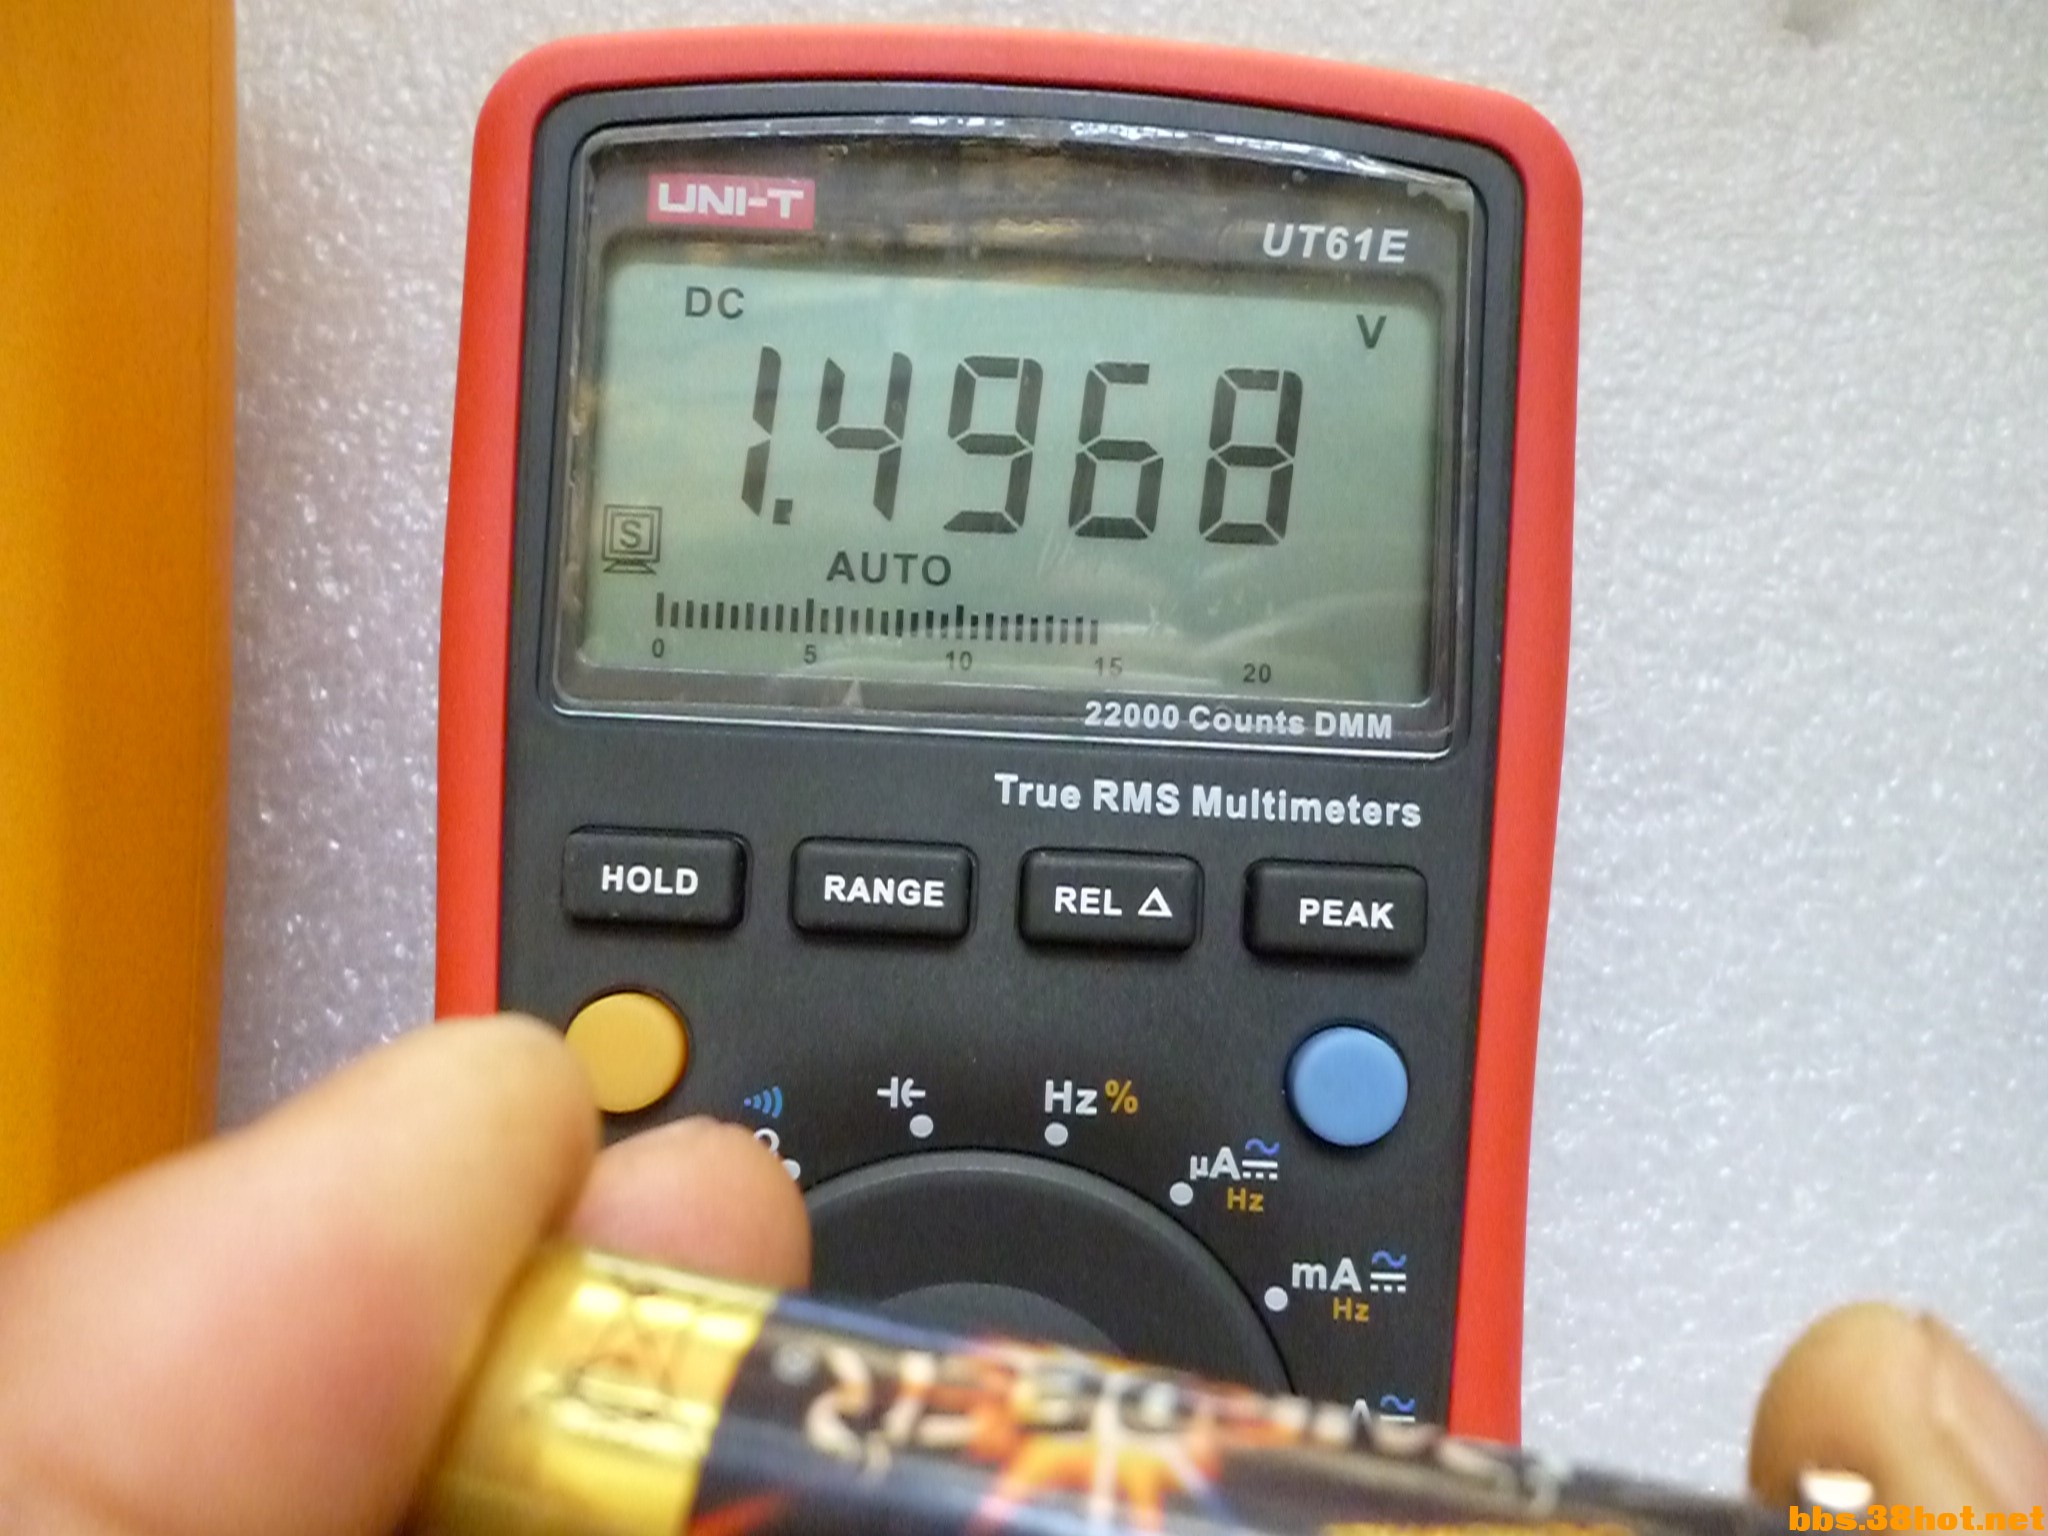 UNI-T
UT61E
DC
V
1.4968
S
AUTO
0 5 10 15 20
22000 Counts DMM
True RMS Multimeters
HOLD
RANGE
REL △
PEAK
Hz %
µA
Hz
mA
Hz
A
bbs.38hot.net